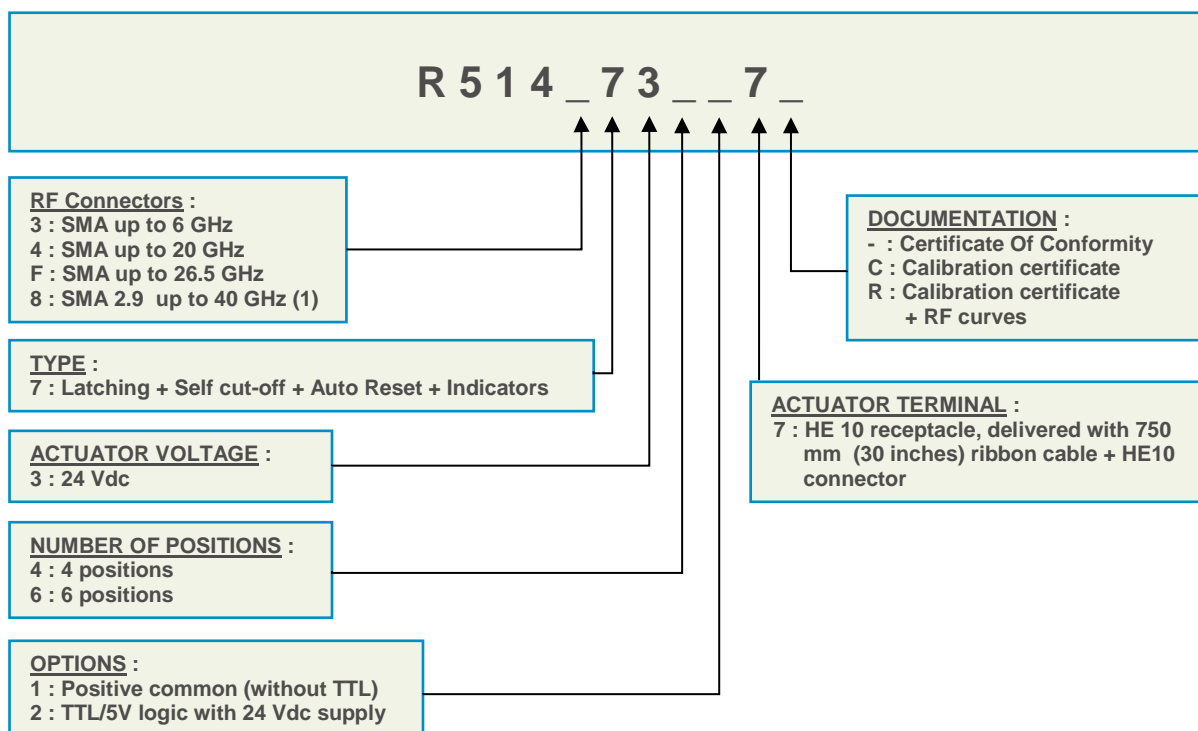 R 5 1 4 _ 7 3 _ _ 7 _
RF Connectors :
3 : SMA up to 6 GHz
4 : SMA up to 20 GHz
F : SMA up to 26.5 GHz
8 : SMA 2.9 up to 40 GHz (1)
TYPE :
7 : Latching + Self cut-off + Auto Reset + Indicators
ACTUATOR VOLTAGE :
3 : 24 Vdc
NUMBER OF POSITIONS :
4 : 4 positions
6 : 6 positions
OPTIONS :
1 : Positive common (without TTL)
2 : TTL/5V logic with 24 Vdc supply
DOCUMENTATION :
- : Certificate Of Conformity
C : Calibration certificate
R : Calibration certificate
+ RF curves
ACTUATOR TERMINAL :
7 : HE 10 receptacle, delivered with 750
mm (30 inches) ribbon cable + HE10
connector